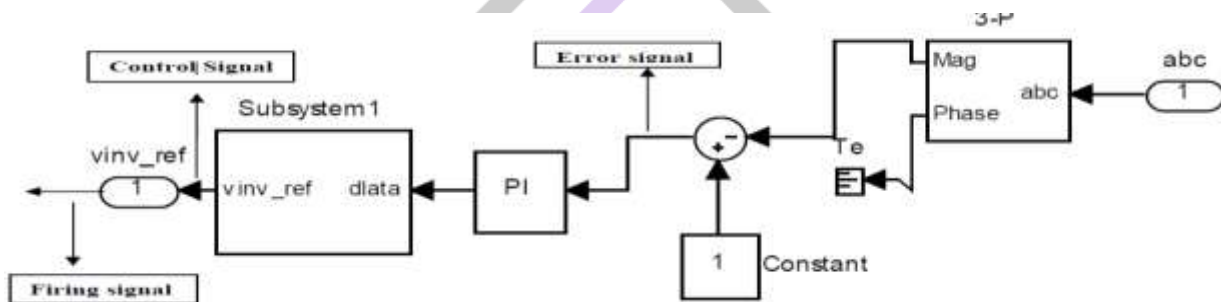 3-P
Control Signal
Error signal
Mag
abc
abc
1
Phase
Subsystem1
Te
vinv_ref
1
vinv_ref
dlata
PI
1
Constant
Firing signal